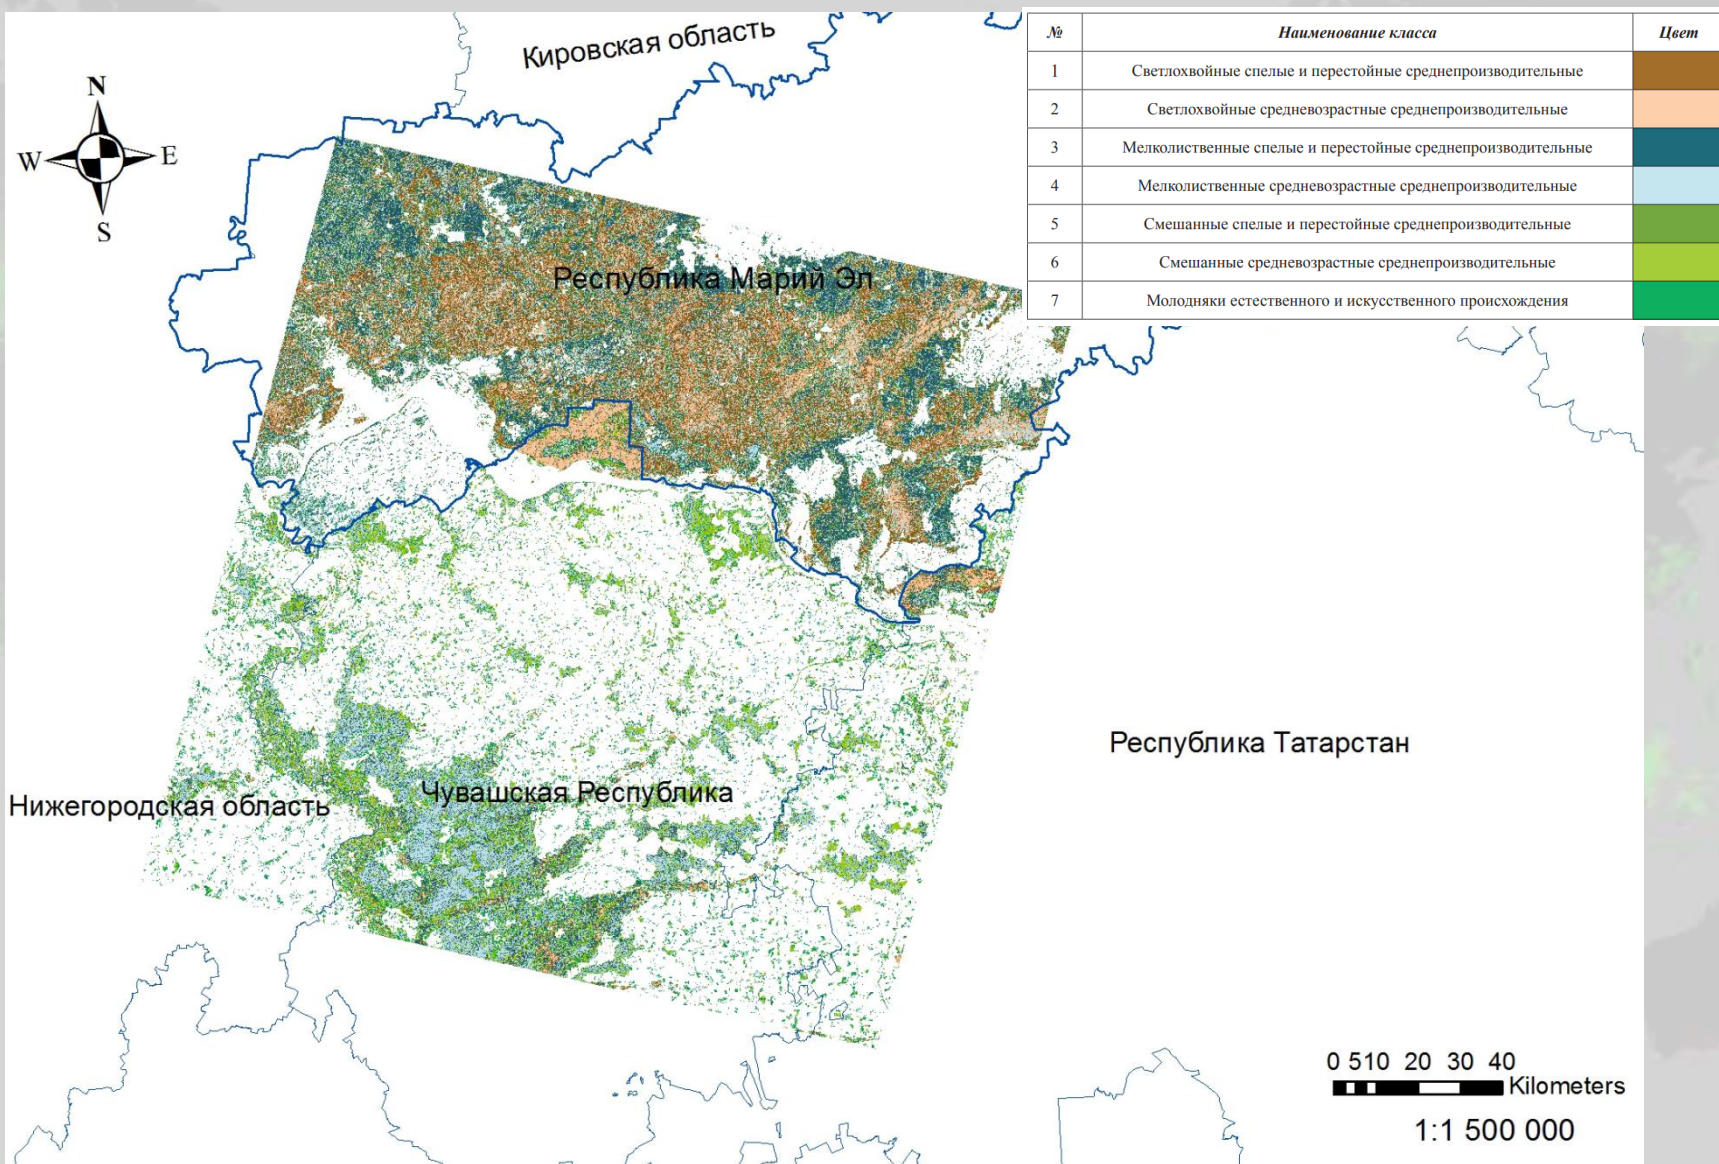 Кировская область
№ Наименование класса Цвет
1 Светлохвойные спелые и перестойные среднепроизводительные
2 Светлохвойные средневозрастные среднепроизводительные
3 Мелколиственные спелые и перестойные среднепроизводительные
4 Мелколиственные средневозрастные среднепроизводительные
5 Смешанные спелые и перестойные среднепроизводительные
6 Смешанные средневозрастные среднепроизводительные
7 Молодняки естественного и искусственного происхождения
N
W E
S
Республика Марий Эл
Республика Татарстан
Чувашская Республика
Нижегородская область
0 510 20 30 40
Kilometers
1:1 500 000